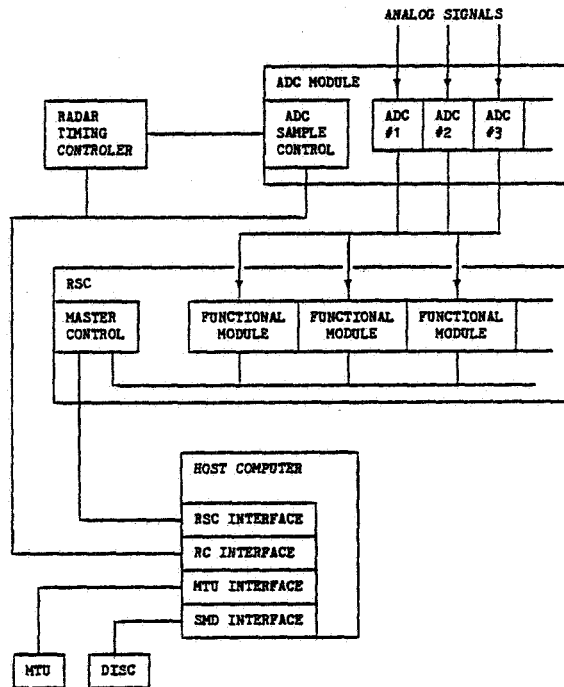 ANALOG SIGNALS
ADC MODULE
RADAR
TIMING
CONTROLER
ADC
SAMPLE
CONTROL
ADC
#1
ADC
#2
ADC
#3
RSC
MASTER
CONTROL
FUNCTIONAL
MODULE
FUNCTIONAL
MODULE
FUNCTIONAL
MODULE
HOST COMPUTER
RSC INTERFACE
RC INTERFACE
MTU INTERFACE
SMD INTERFACE
MTU
DISC